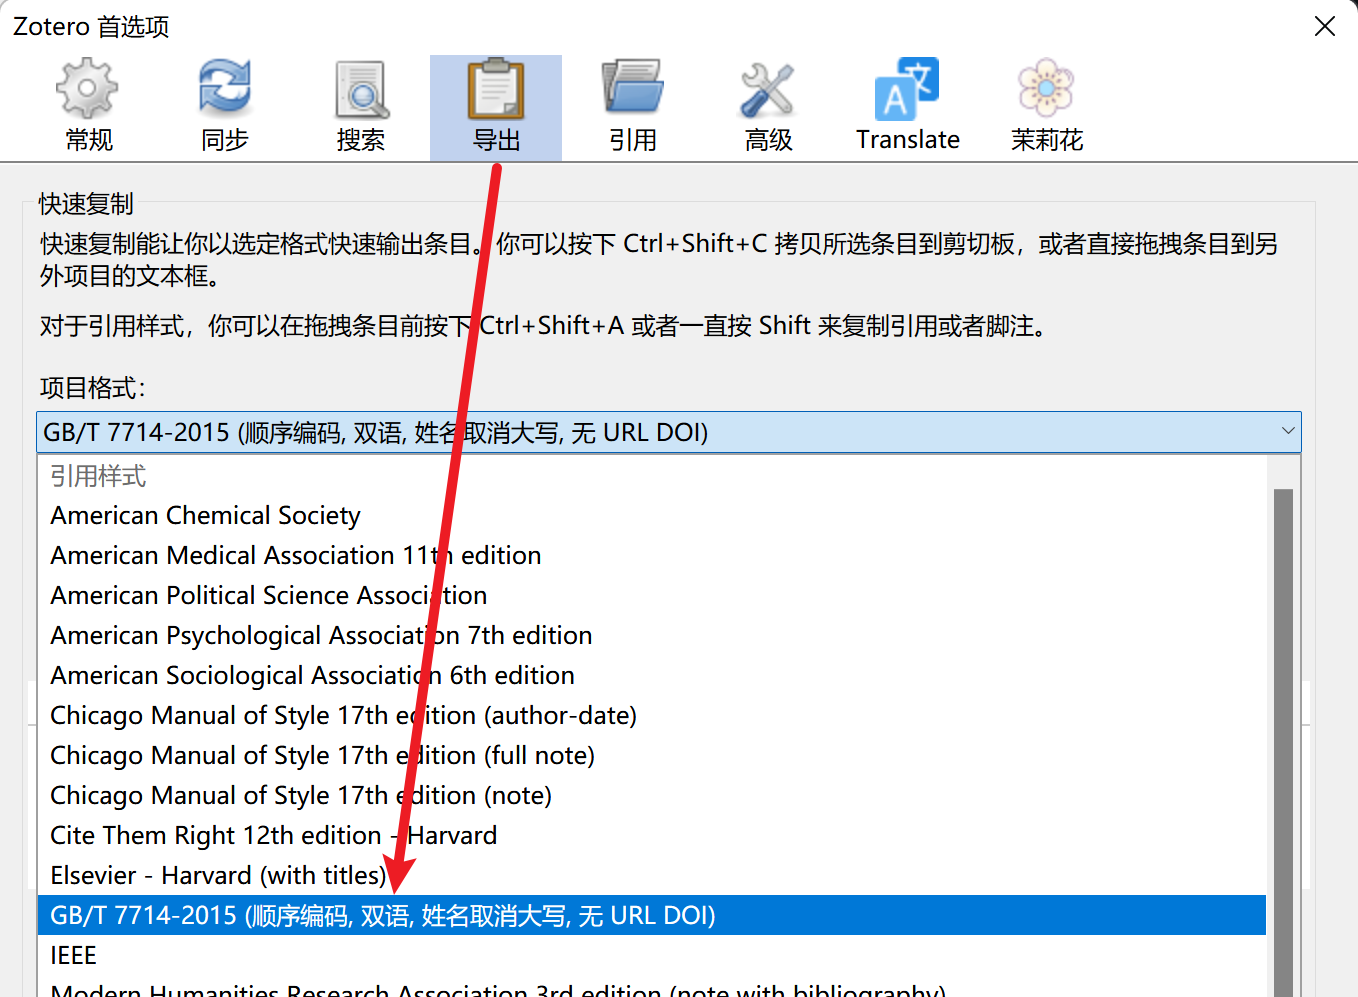 Zotero 首选项
常规
同步
搜索
导出
引用
高级
Translate
茉莉花
快速复制
快速复制能让你以选定格式快速输出条目。你可以按下 Ctrl+Shift+C 拷贝所选条目到剪切板，或者直接拖拽条目到另
外项目的文本框。
对于引用样式，你可以在拖拽条目前按下 Ctrl+Shift+A 或者一直按 Shift 来复制引用或者脚注。
项目格式：
GB/T 7714-2015 (顺序编码, 双语, 姓名取消大写, 无 URL DOI)
引用样式
American Chemical Society
American Medical Association 11th edition
American Political Science Association
American Psychological Association 7th edition
American Sociological Association 6th edition
Chicago Manual of Style 17th edition (author-date)
Chicago Manual of Style 17th edition (full note)
Chicago Manual of Style 17th edition (note)
Cite Them Right 12th edition - Harvard
Elsevier - Harvard (with titles)
GB/T 7714-2015 (顺序编码, 双语, 姓名取消大写, 无 URL DOI)
IEEE
Modern Humanities Research Association 3rd edition (note with bibliography)